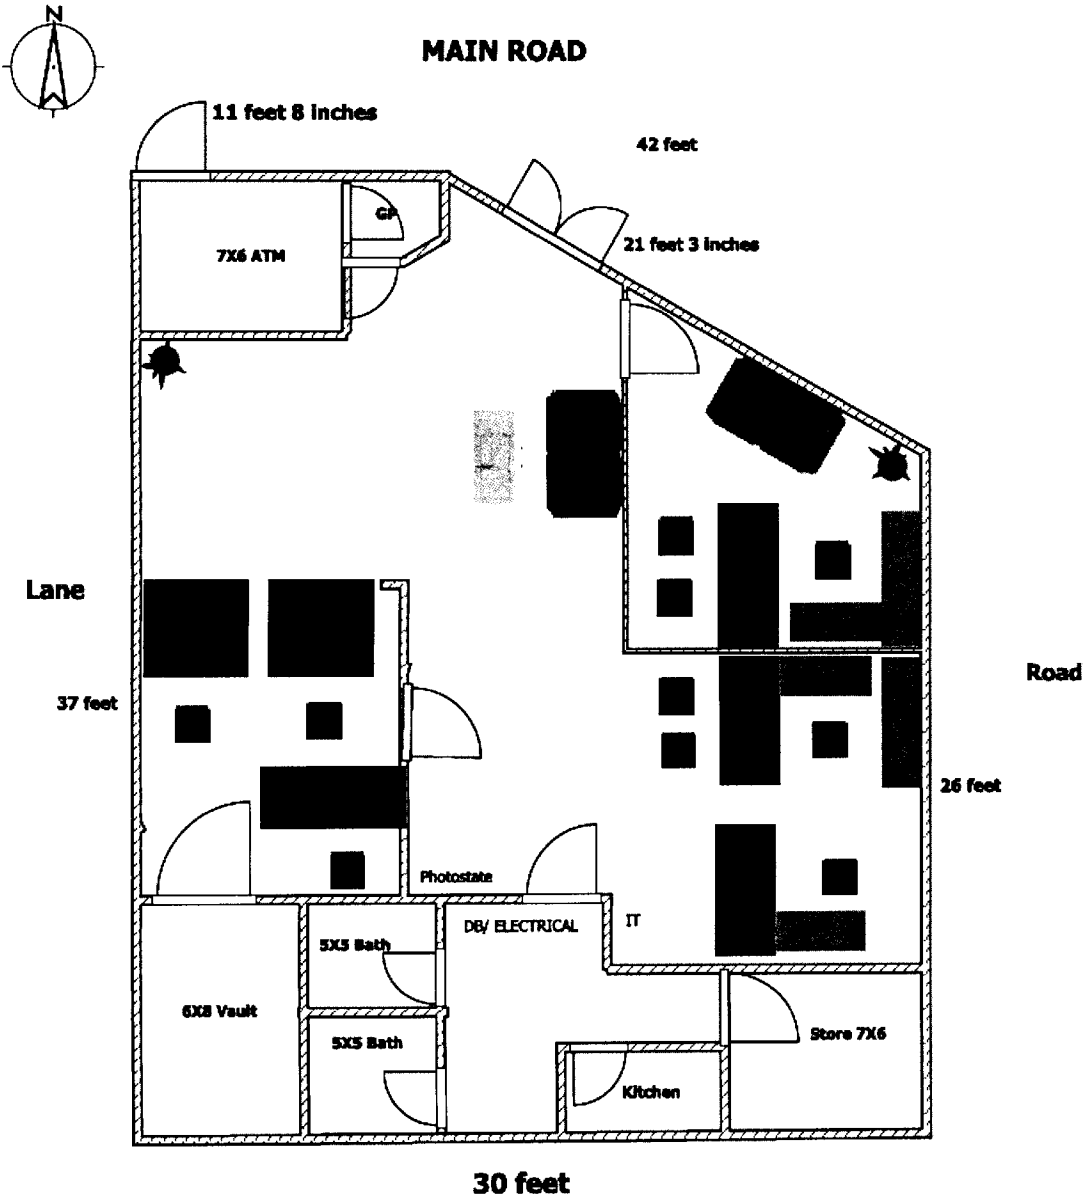 N
MAIN ROAD
11 feet 8 inches
42 feet
GP
21 feet 3 inches
7X6 ATM
Lane
Road
37 feet
26 feet
Photostate
DB/ ELECTRICAL
IT
5X5 Bath
6X8 Vault
5X5 Bath
Store 7X6
Kitchen
30 feet